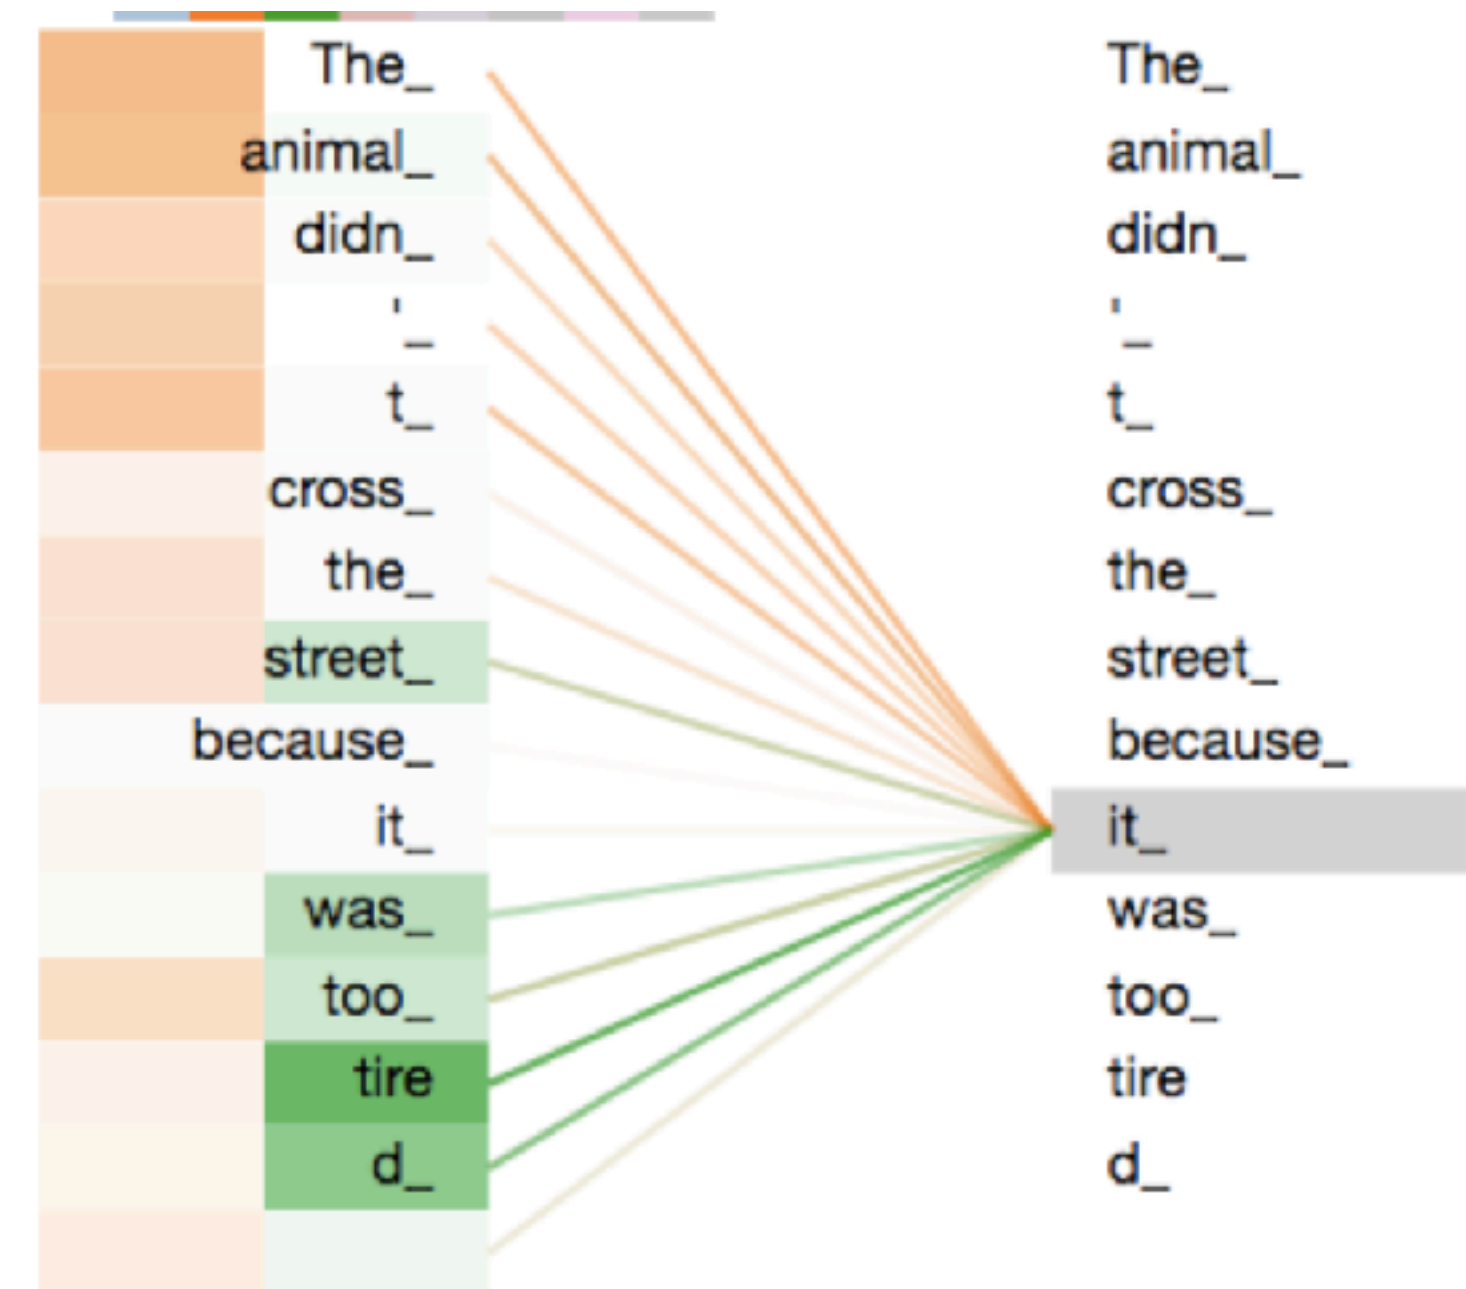 The_ The_
animal_ animal_
didn_ didn_
'_ '_
t_ t_
cross_ cross_
the_ the_
street_ street_
because_ because_
it_ it_
was_ was_
too_ too_
tire tire
d_ d_